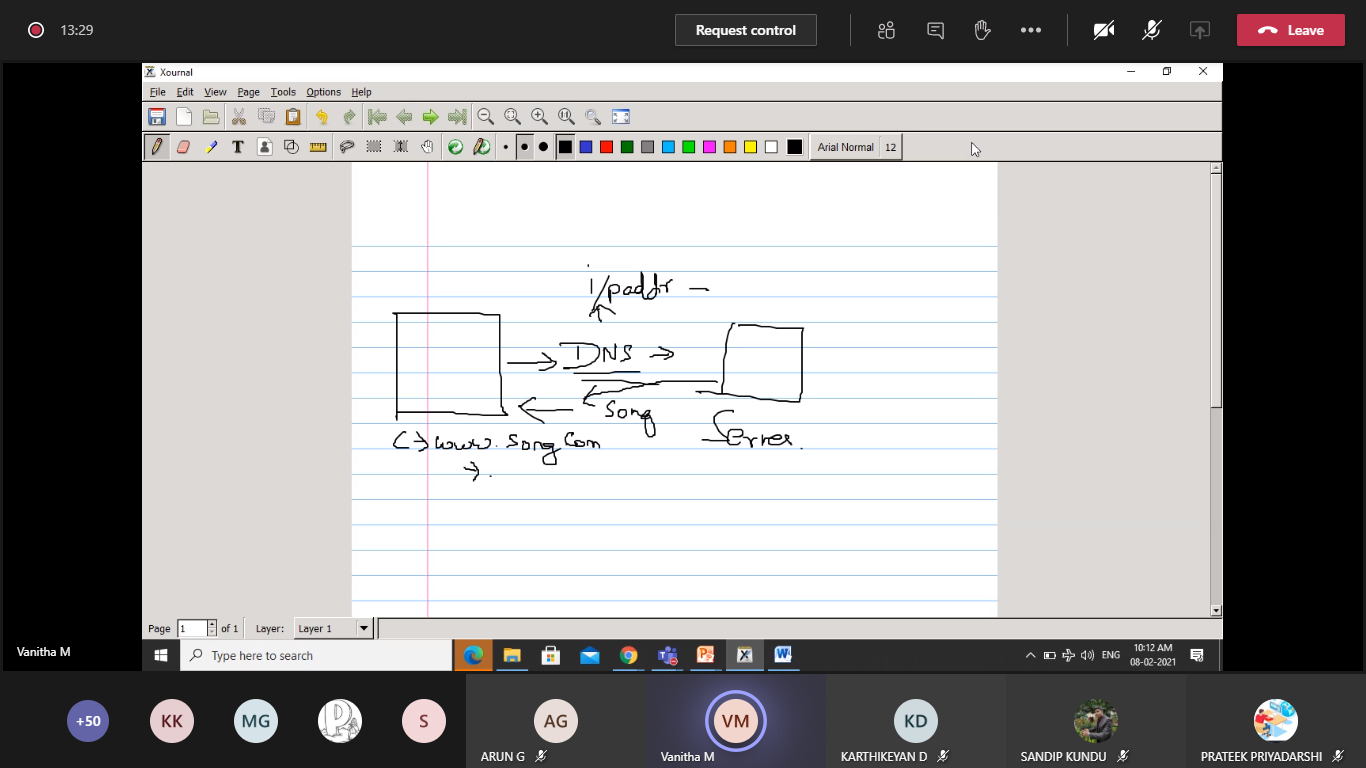 13:29
Request control
Leave
Xournal
File Edit View Page Tools Options Help
T Arial Normal 12
i/paddr –
DNS
song
www.song com
Error.
Page 1 of 1 Layer: Layer 1
Vanitha M
Type here to search
ENG
10:12 AM
08-02-2021
+50 KK MG P S AG VM KD
ARUN G Vanitha M KARTHIKEYAN D SANDIP KUNDU PRATEEK PRIYADARSHI